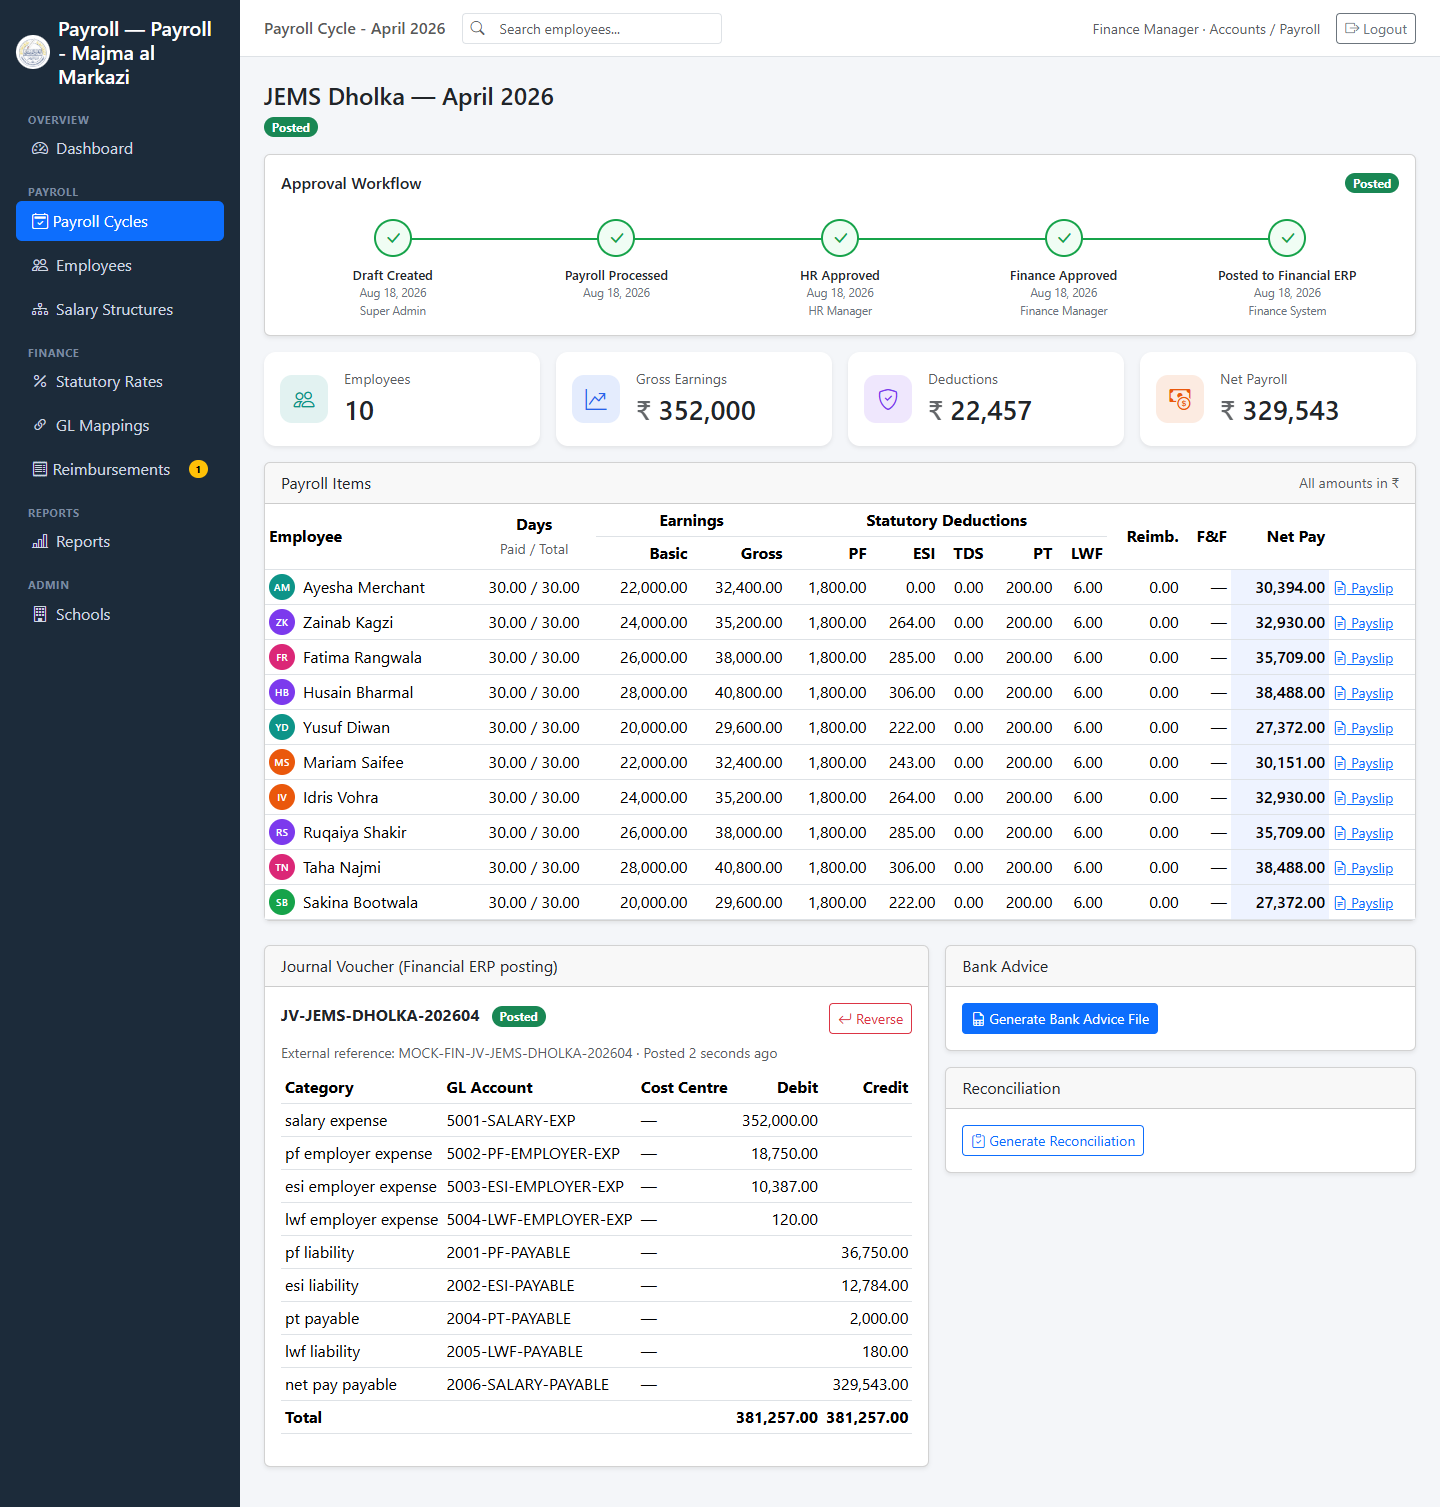 Payroll — Payroll
- Majma al
Markazi
OVERVIEW
Dashboard
PAYROLL
Payroll Cycles
Employees
Salary Structures
FINANCE
Statutory Rates
GL Mappings
Reimbursements 1
REPORTS
Reports
ADMIN
Schools
Payroll Cycle - April 2026 Search employees... Finance Manager · Accounts / Payroll Logout
JEMS Dholka — April 2026
Posted
Approval Workflow Posted
Draft Created Payroll Processed HR Approved Finance Approved Posted to Financial ERP
Aug 18, 2026 Aug 18, 2026 Aug 18, 2026 Aug 18, 2026 Aug 18, 2026
Super Admin HR Manager Finance Manager Finance System
Employees Gross Earnings Deductions Net Payroll
10 ₹ 352,000 ₹ 22,457 ₹ 329,543
Payroll Items All amounts in ₹
Employee Days Earnings Statutory Deductions Reimb. F&F Net Pay
Paid / Total Basic Gross PF ESI TDS PT LWF
AM Ayesha Merchant 30.00 / 30.00 22,000.00 32,400.00 1,800.00 0.00 0.00 200.00 6.00 0.00 — 30,394.00 Payslip
ZK Zainab Kagzi 30.00 / 30.00 24,000.00 35,200.00 1,800.00 264.00 0.00 200.00 6.00 0.00 — 32,930.00 Payslip
FR Fatima Rangwala 30.00 / 30.00 26,000.00 38,000.00 1,800.00 285.00 0.00 200.00 6.00 0.00 — 35,709.00 Payslip
HB Husain Bharmal 30.00 / 30.00 28,000.00 40,800.00 1,800.00 306.00 0.00 200.00 6.00 0.00 — 38,488.00 Payslip
YD Yusuf Diwan 30.00 / 30.00 20,000.00 29,600.00 1,800.00 222.00 0.00 200.00 6.00 0.00 — 27,372.00 Payslip
MS Mariam Saifee 30.00 / 30.00 22,000.00 32,400.00 1,800.00 243.00 0.00 200.00 6.00 0.00 — 30,151.00 Payslip
IV Idris Vohra 30.00 / 30.00 24,000.00 35,200.00 1,800.00 264.00 0.00 200.00 6.00 0.00 — 32,930.00 Payslip
RS Ruqaiya Shakir 30.00 / 30.00 26,000.00 38,000.00 1,800.00 285.00 0.00 200.00 6.00 0.00 — 35,709.00 Payslip
TN Taha Najmi 30.00 / 30.00 28,000.00 40,800.00 1,800.00 306.00 0.00 200.00 6.00 0.00 — 38,488.00 Payslip
SB Sakina Bootwala 30.00 / 30.00 20,000.00 29,600.00 1,800.00 222.00 0.00 200.00 6.00 0.00 — 27,372.00 Payslip
Journal Voucher (Financial ERP posting)
JV-JEMS-DHOLKA-202604 Posted Reverse
External reference: MOCK-FIN-JV-JEMS-DHOLKA-202604 · Posted 2 seconds ago
Category GL Account Cost Centre Debit Credit
salary expense 5001-SALARY-EXP — 352,000.00
pf employer expense 5002-PF-EMPLOYER-EXP — 18,750.00
esi employer expense 5003-ESI-EMPLOYER-EXP — 10,387.00
lwf employer expense 5004-LWF-EMPLOYER-EXP — 120.00
pf liability 2001-PF-PAYABLE — 36,750.00
esi liability 2002-ESI-PAYABLE — 12,784.00
pt payable 2004-PT-PAYABLE — 2,000.00
lwf liability 2005-LWF-PAYABLE — 180.00
net pay payable 2006-SALARY-PAYABLE — 329,543.00
Total 381,257.00 381,257.00
Bank Advice
Generate Bank Advice File
Reconciliation
Generate Reconciliation